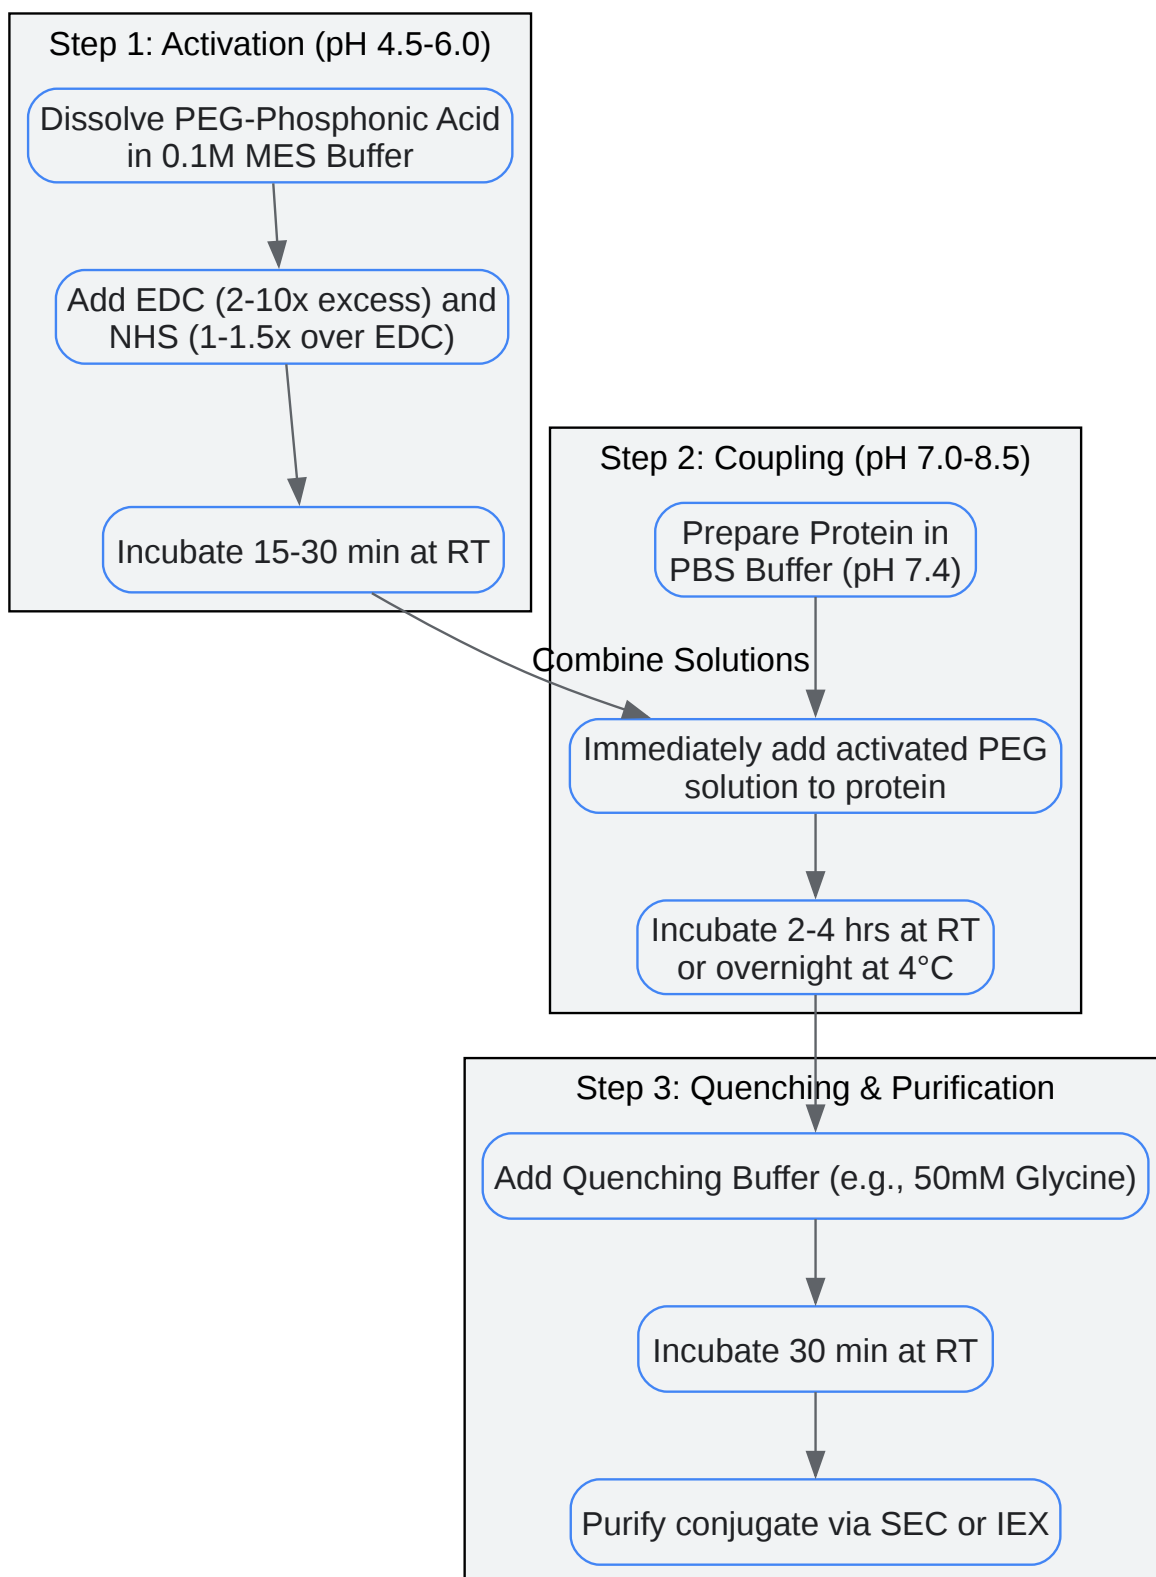 Step 1: Activation (pH 4.5-6.0)
Dissolve PEG-Phosphonic Acid
in 0.1M MES Buffer
Add EDC (2-10x excess) and
NHS (1-1.5x over EDC)
Incubate 15-30 min at RT
Step 2: Coupling (pH 7.0-8.5)
Prepare Protein in
PBS Buffer (pH 7.4)
Combine Solutions
Immediately add activated PEG
solution to protein
Incubate 2-4 hrs at RT
or overnight at 4°C
Step 3: Quenching & Purification
Add Quenching Buffer (e.g., 50mM Glycine)
Incubate 30 min at RT
Purify conjugate via SEC or IEX